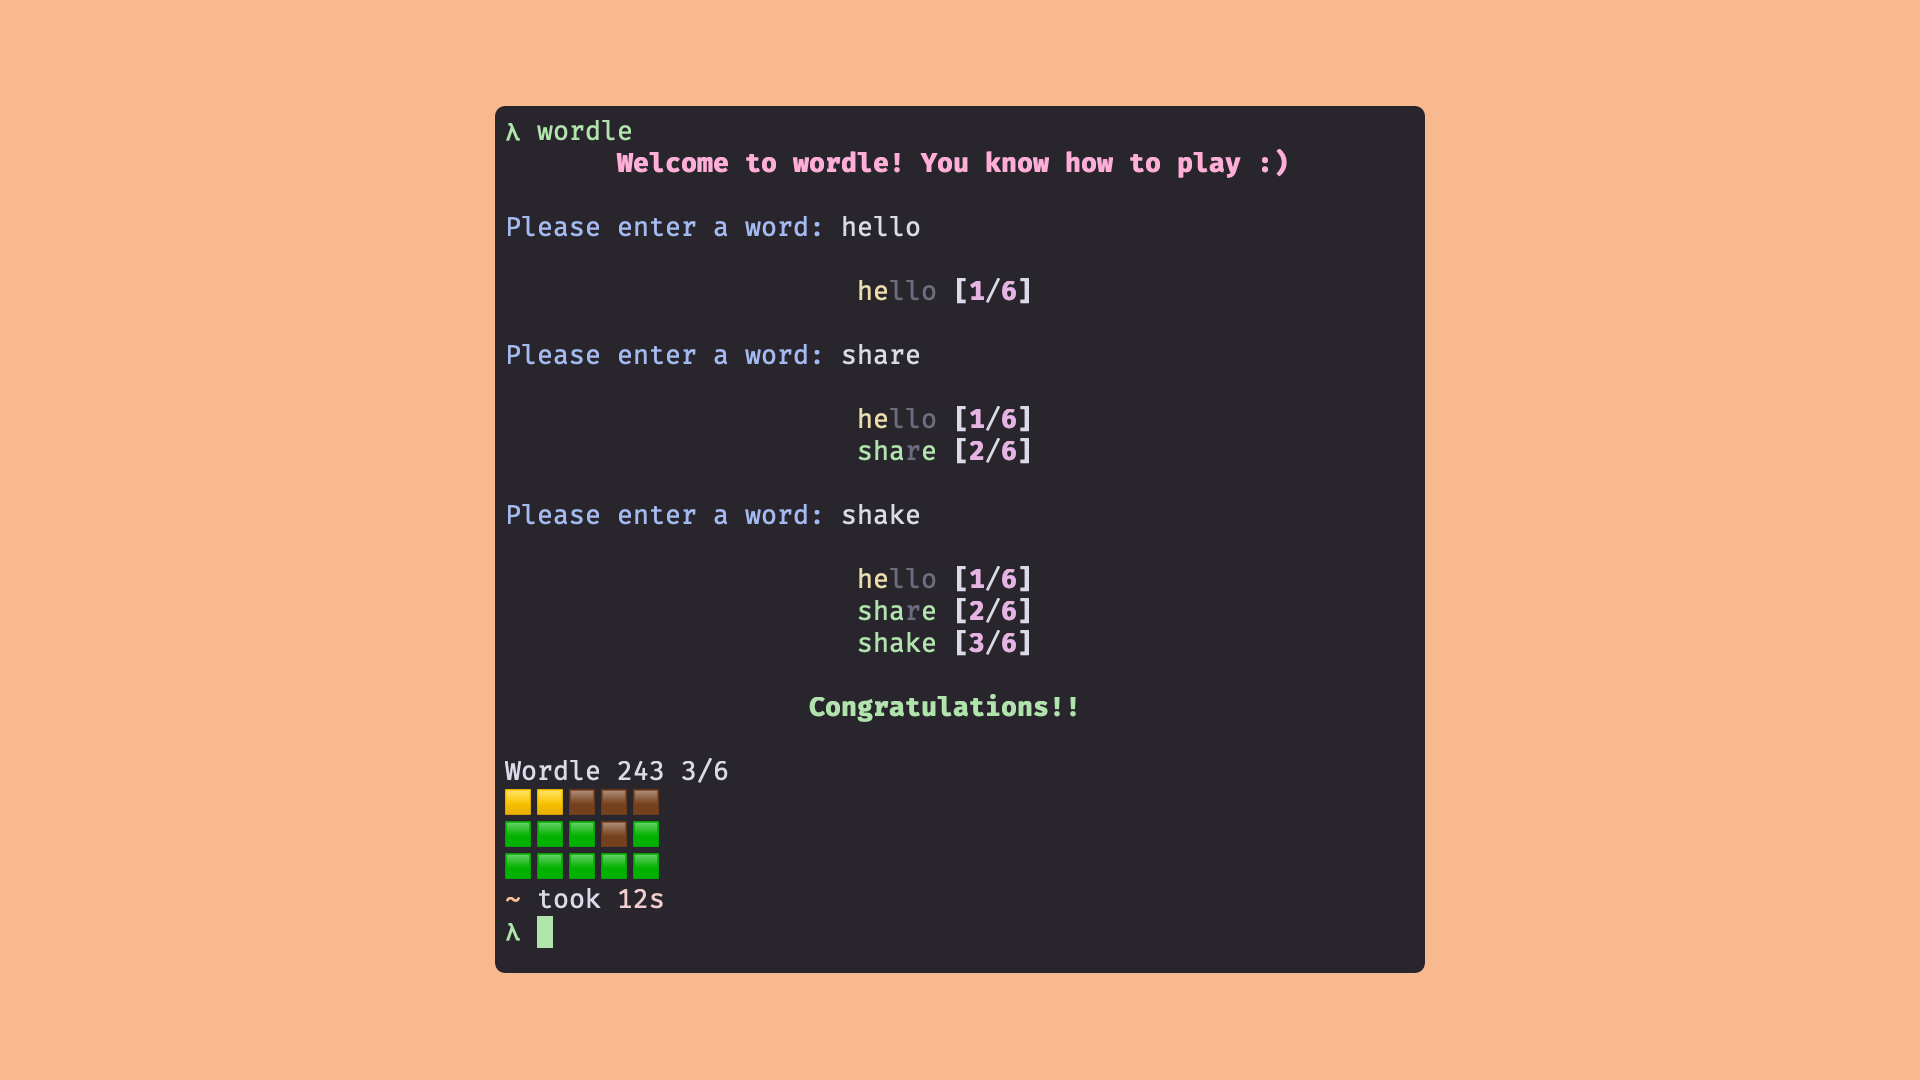 λ wordle
Welcome to wordle! You know how to play :)
Please enter a word: hello
hello [1/6]
Please enter a word: share
hello [1/6]
share [2/6]
Please enter a word: shake
hello [1/6]
share [2/6]
shake [3/6]
Congratulations!!
Wordle 243 3/6
🟨🟨🟫🟫🟫
🟩🟩🟩🟫🟩
🟩🟩🟩🟩🟩
~ took 12s
λ